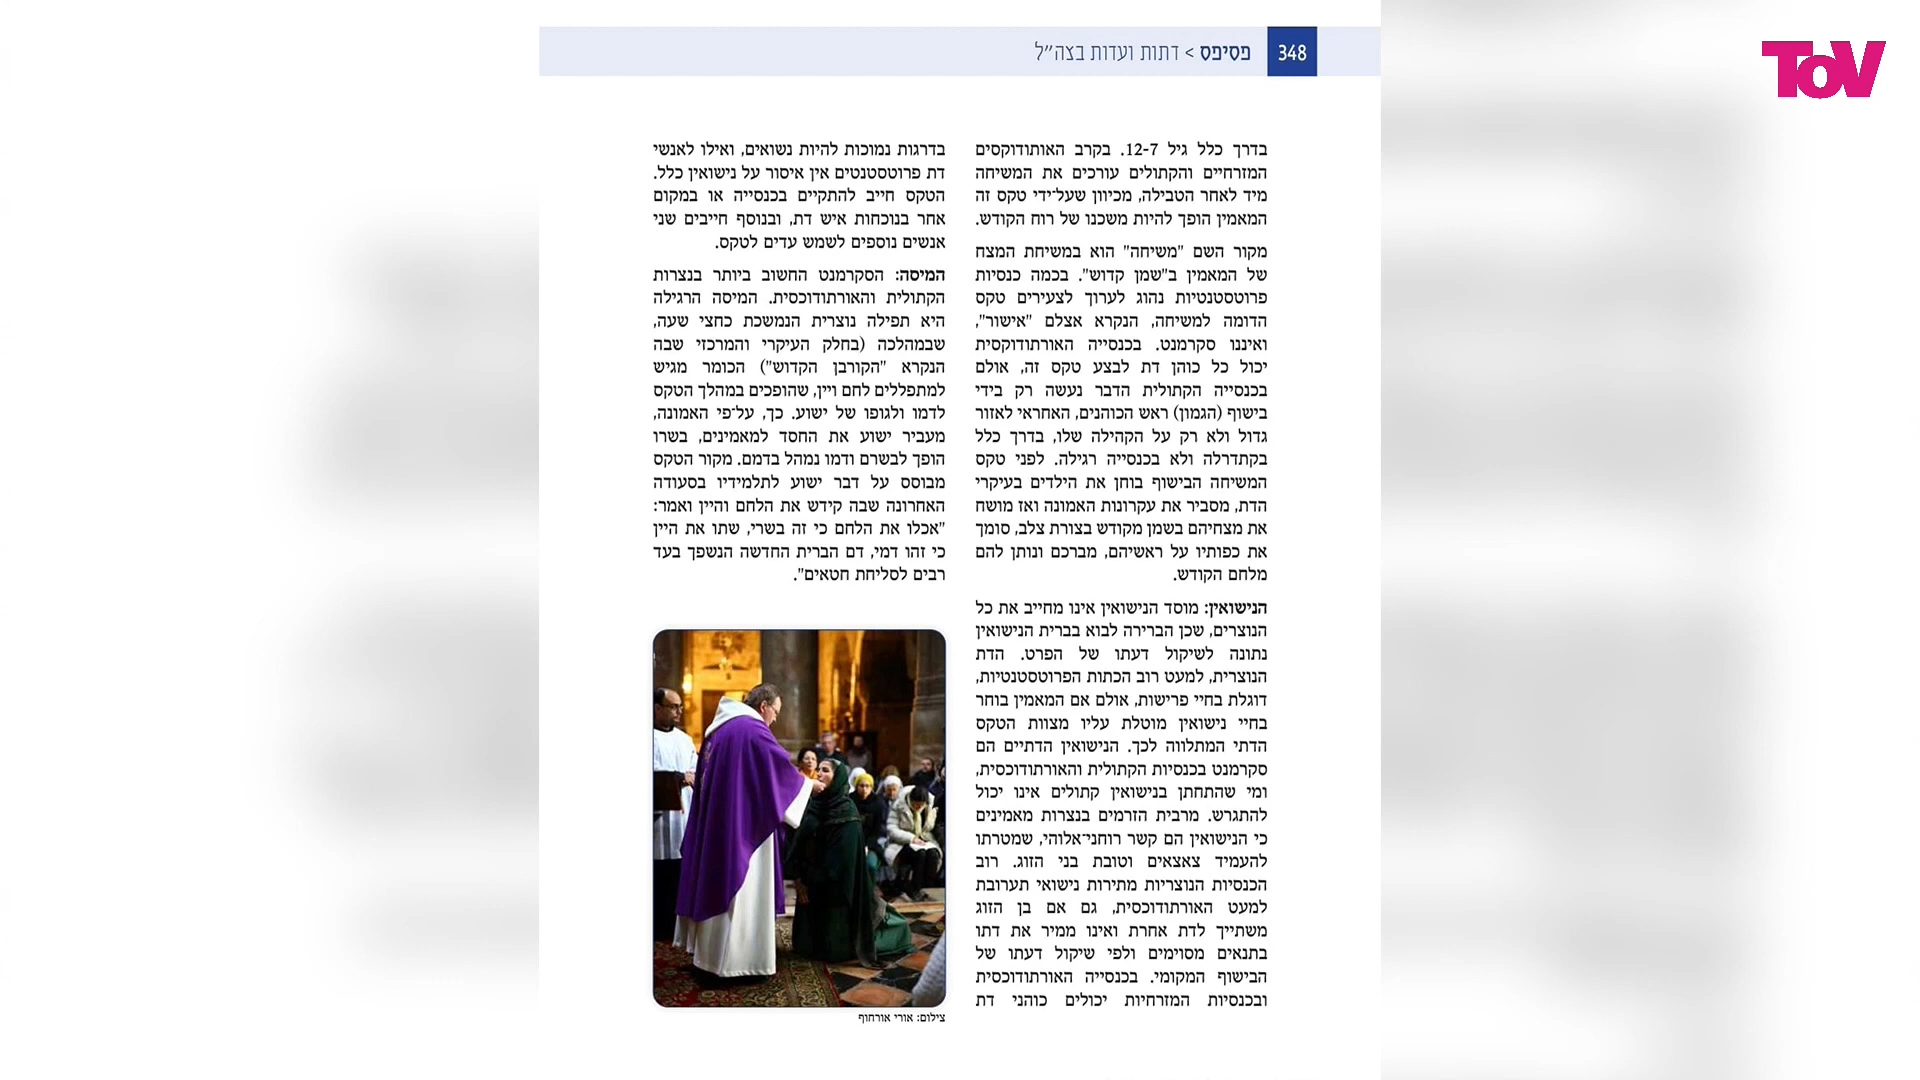 348
פסיפס > דתות ועדות בצה"ל
TOV
בדרך כלל גיל 12-7. בקרב האותודוקסים
המזרחיים והקתולים עורכים את המשיחה
מיד לאחר הטבילה, מכיוון שעל־ידי טקס זה
המאמין הופך להיות משכנו של רוח הקודש.
מקור השם "משיחה" הוא במשיחת המצח
של המאמין ב"שמן קדוש". בכמה כנסיות
פרוטסטנטיות נהוג לערוך לצעירים טקס
הדומה למשיחה, הנקרא אצלם "אישור",
ואיננו סקרמנט. בכנסייה האורתודוקסית
יכול כל כוהן דת לבצע טקס זה, אולם
בכנסייה הקתולית הדבר נעשה רק בידי
בישוף (הגמון) ראש הכוהנים, האחראי לאזור
גדול ולא רק על הקהילה שלו, בדרך כלל
בקתדרלה ולא בכנסייה רגילה. לפני טקס
המשיחה הבישוף בוחן את הילדים בעיקרי
הדת, מסביר את עקרונות האמונה ואז מושח
את מצחיהם בשמן מקודש בצורת צלב, סומך
את כפותיו על ראשיהם, מברכם ונותן להם
מלחם הקודש.
הנישואין: מוסד הנישואין אינו מחייב את כל
הנוצרים, שכן הברירה לבוא בברית הנישואין
נתונה לשיקול דעתו של הפרט. הדת
הנוצרית, למעט רוב הכתות הפרוטסטנטיות,
דוגלת בחיי פרישות, אולם אם המאמין בוחר
בחיי נישואין מוטלת עליו מצוות הטקס
הדתי המתלווה לכך. הנישואין הדתיים הם
סקרמנט בכנסיות הקתולית והאורתודוכסית,
ומי שהתחתן בנישואין קתולים אינו יכול
להתגרש. מרבית הזרמים בנצרות מאמינים
כי הנישואין הם קשר רוחני־אלוהי, שמטרתו
להעמיד צאצאים וטובת בני הזוג. רוב
הכנסיות הנוצריות מתירות נישואי תערובת
למעט האורתודוכסית, גם אם בן הזוג
משתייך לדת אחרת ואינו ממיר את דתו
בתנאים מסוימים ולפי שיקול דעתו של
הבישוף המקומי. בכנסייה האורתודוכסית
ובכנסיות המזרחיות יכולים כוהני דת
בדרגות נמוכות להיות נשואים, ואילו לאנשי
דת פרוטסטנטים אין איסור על נישואין כלל.
הטקס חייב להתקיים בכנסייה או במקום
אחר בנוכחות איש דת, ובנוסף חייבים שני
אנשים נוספים לשמש עדים לטקס.
המיסה: הסקרמנט החשוב ביותר בנצרות
הקתולית והאורתודוכסית. המיסה הרגילה
היא תפילה נוצרית הנמשכת כחצי שעה,
שבמהלכה (בחלק העיקרי והמרכזי שבה
הנקרא "הקורבן הקדוש") הכומר מגיש
למתפללים לחם ויין, שהופכים במהלך הטקס
לדמו ולגופו של ישוע. כך, על־פי האמונה,
מעביר ישוע את החסד למאמינים, בשרו
הופך לבשרם ודמו נמהל בדמם. מקור הטקס
מבוסס על דבר ישוע לתלמידיו בסעודה
האחרונה שבה קידש את הלחם והיין ואמר:
"אכלו את הלחם כי זה בשרי, שתו את היין
כי זהו דמי, דם הברית החדשה הנשפך בעד
רבים לסליחת חטאים".
צילום: אורי אורחוף